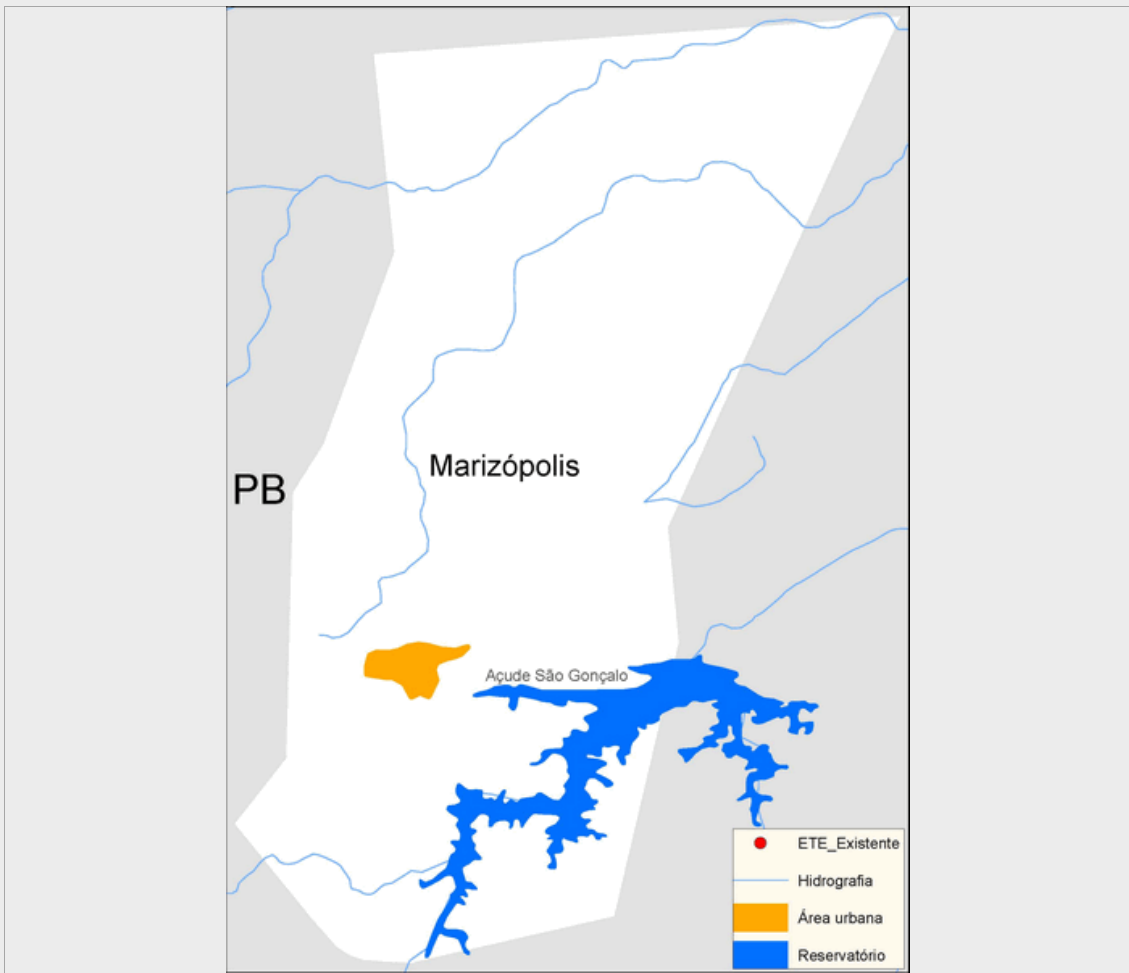 Marizópolis
PB
Açude São Gonçalo
ETE_Existente
Hidrografia
Área urbana
Reservatório